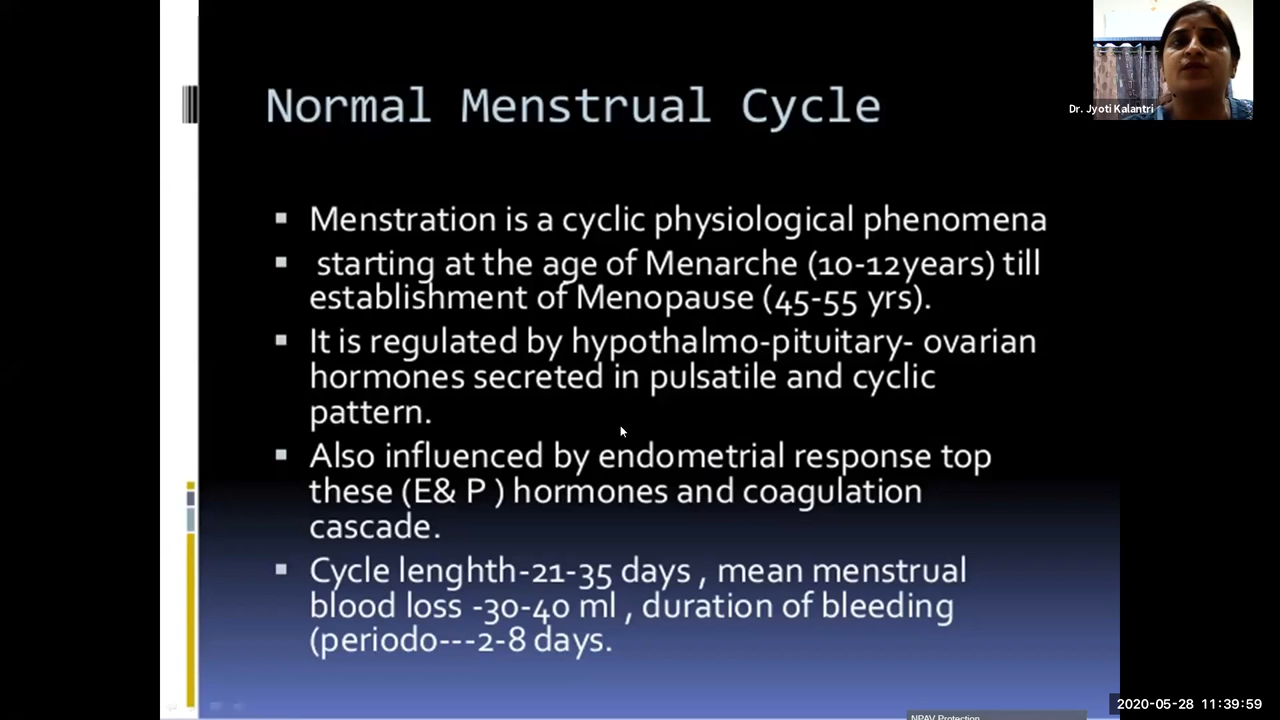 Normal Menstrual Cycle
Dr. Jyoti Kalantri
▪ Menstration is a cyclic physiological phenomena
▪ starting at the age of Menarche (10-12years) till
establishment of Menopause (45-55 yrs).
▪ It is regulated by hypothalmo-pituitary- ovarian
hormones secreted in pulsatile and cyclic
pattern.
▪ Also influenced by endometrial response top
these (E& P ) hormones and coagulation
cascade.
▪ Cycle lenghth-21-35 days , mean menstrual
blood loss -30-40 ml , duration of bleeding
(periodo---2-8 days.
2020-05-28 11:39:59
NPAV Protection